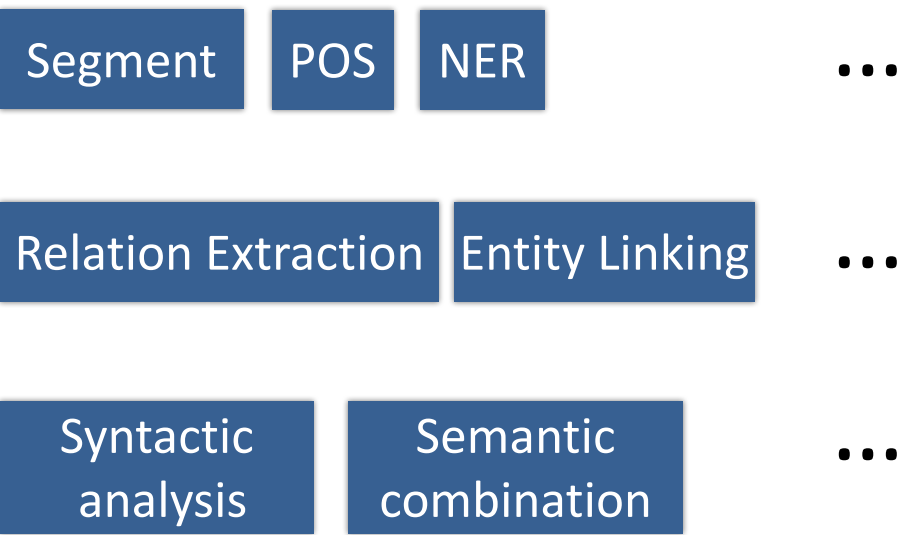 Segment POS NER ...
Relation Extraction Entity Linking ...
Syntactic analysis Semantic combination ...